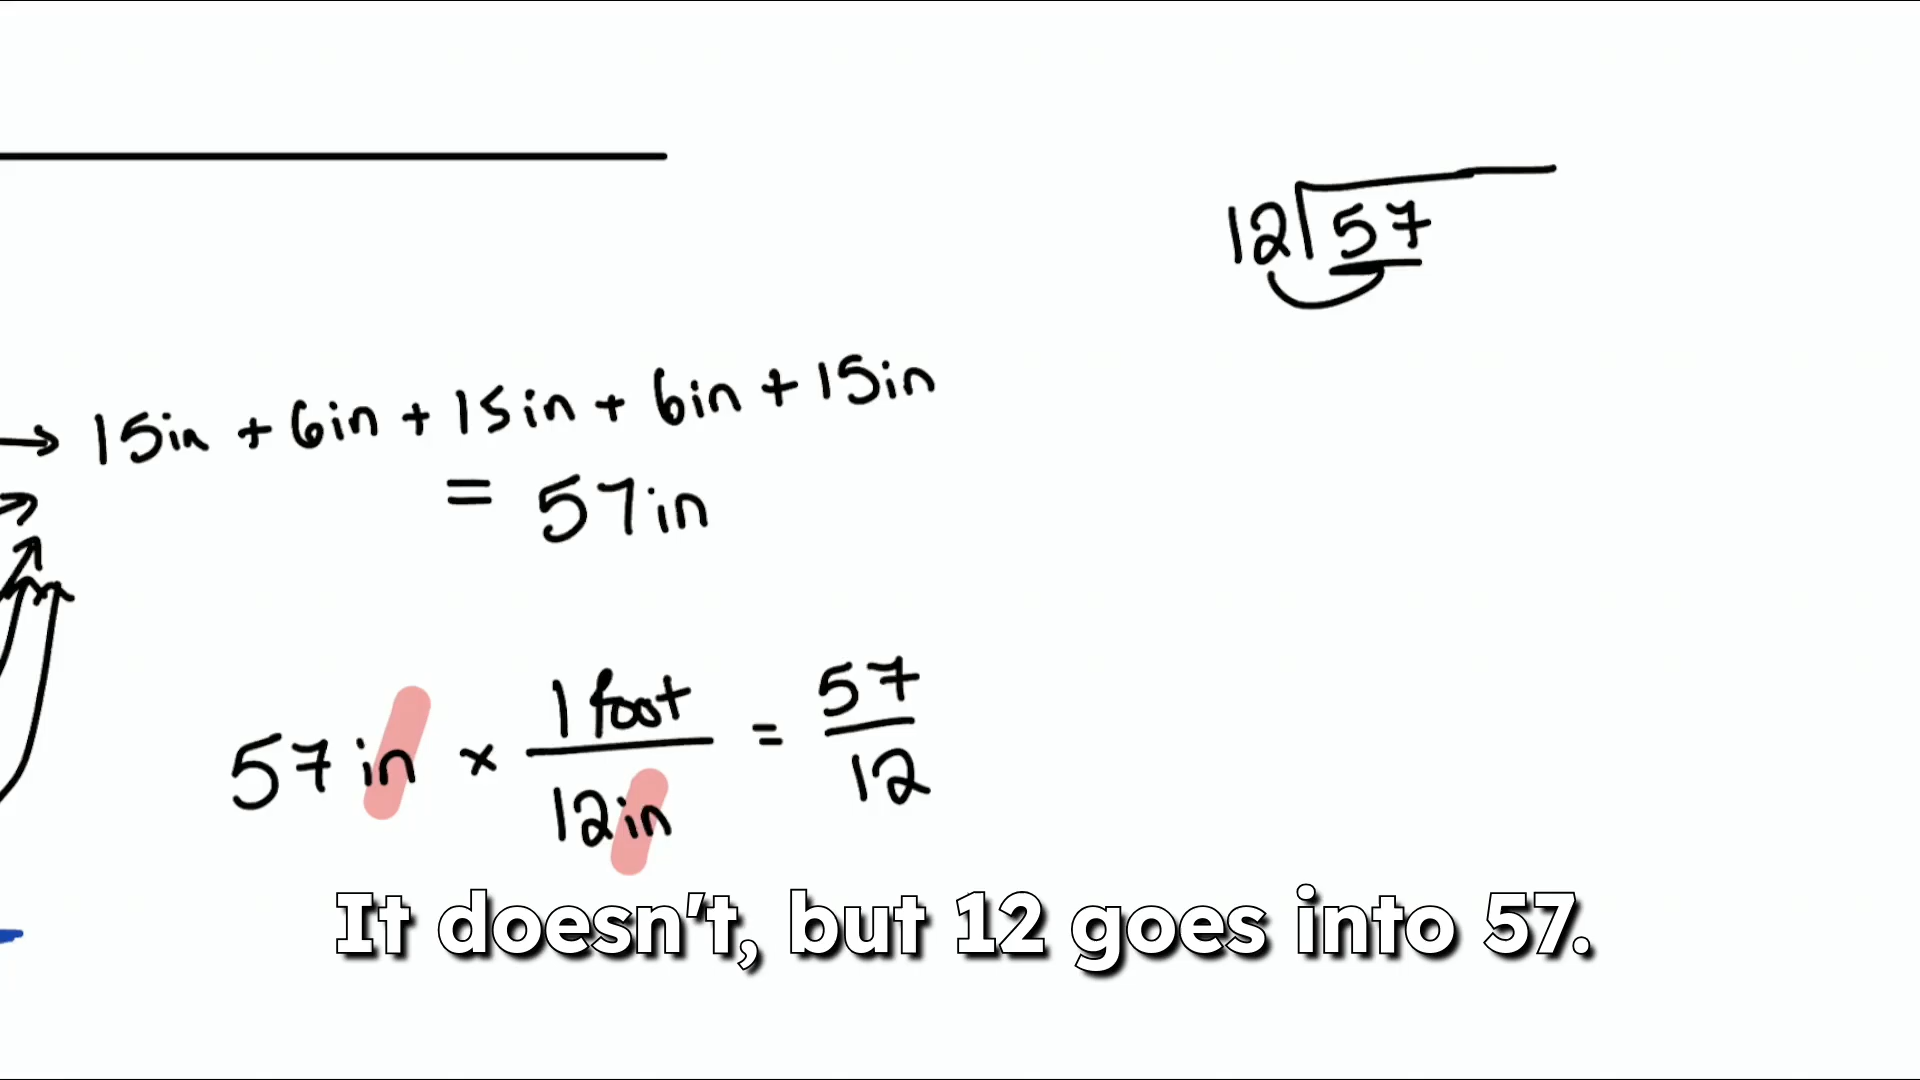 12⟌57
→ 15in + 6in + 15in + 6in + 15in
= 57in
57 in × 1 foot / 12in = 57 / 12
It doesn't, but 12 goes into 57.